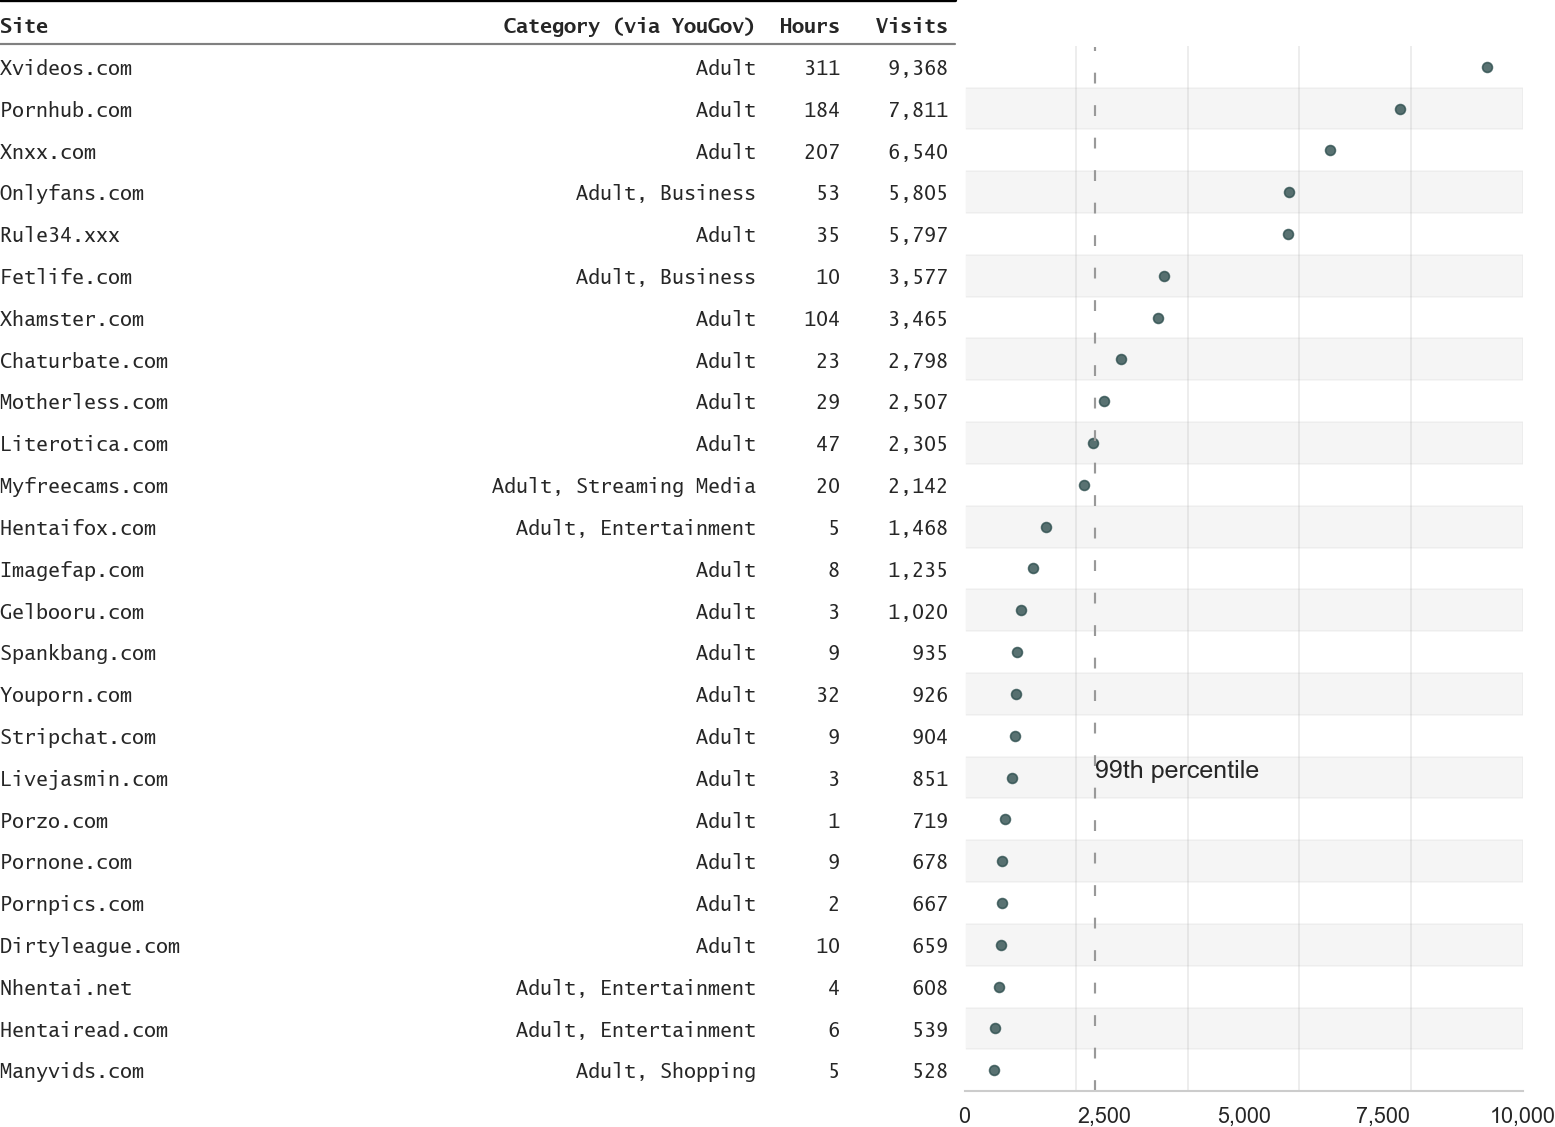 Site Category (via YouGov) Hours Visits
Xvideos.com Adult 311 9,368
Pornhub.com Adult 184 7,811
Xnxx.com Adult 207 6,540
Onlyfans.com Adult, Business 53 5,805
Rule34.xxx Adult 35 5,797
Fetlife.com Adult, Business 10 3,577
Xhamster.com Adult 104 3,465
Chaturbate.com Adult 23 2,798
Motherless.com Adult 29 2,507
Literotica.com Adult 47 2,305
Myfreecams.com Adult, Streaming Media 20 2,142
Hentaifox.com Adult, Entertainment 5 1,468
Imagefap.com Adult 8 1,235
Gelbooru.com Adult 3 1,020
Spankbang.com Adult 9 935
Youporn.com Adult 32 926
Stripchat.com Adult 9 904
Livejasmin.com Adult 3 851
99th percentile
Porzo.com Adult 1 719
Pornone.com Adult 9 678
Pornpics.com Adult 2 667
Dirtyleague.com Adult 10 659
Nhentai.net Adult, Entertainment 4 608
Hentairead.com Adult, Entertainment 6 539
Manyvids.com Adult, Shopping 5 528
0 2,500 5,000 7,500 10,000